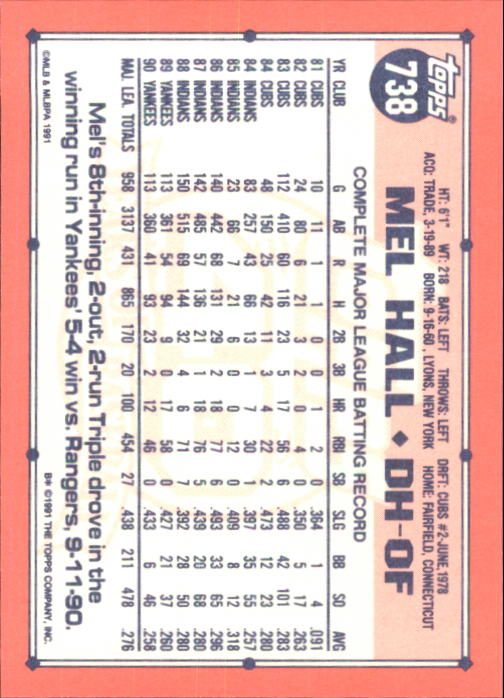 topps®
738
HT: 6'1" WT: 218 BATS: LEFT THROWS: LEFT DRFT: CUBS #2-JUNE, 1978
ACQ: TRADE, 3-19-89 BORN: 9-16-60, LYONS, NEW YORK HOME: FAIRFIELD, CONNECTICUT
MEL HALL ◆ DH-OF
COMPLETE MAJOR LEAGUE BATTING RECORD
YR CLUB G AB R H 2B 3B HR RBI SB SLG BB SO AVG
81 CUBS 10 11 1 1 0 0 1 2 0 .364 1 4 .091
82 CUBS 24 80 6 21 3 2 0 4 0 .350 5 17 .263
83 CUBS 112 410 60 116 23 5 17 56 6 .488 42 101 .283
84 CUBS 48 150 25 42 11 3 4 22 2 .473 12 23 .280
84 INDIANS 83 257 43 66 13 1 7 30 1 .397 35 55 .257
85 INDIANS 23 66 7 21 6 0 0 12 0 .409 8 12 .318
86 INDIANS 140 442 68 131 29 2 18 77 6 .493 33 65 .296
87 INDIANS 142 485 57 136 21 1 18 76 5 .439 20 68 .280
88 INDIANS 150 515 69 144 32 4 6 71 7 .392 28 50 .280
89 YANKEES 113 361 54 94 9 0 17 58 0 .427 21 37 .260
90 YANKEES 113 360 41 93 23 2 12 46 0 .433 6 46 .258
MAJ. LEA. TOTALS 958 3137 431 865 170 20 100 454 27 .438 211 478 .276
Mel's 8th-inning, 2-out, 2-run Triple drove in the
winning run in Yankees' 5-4 win vs. Rangers, 9-11-90.
©MLB & MLBPA 1991
B* ©1991 THE TOPPS COMPANY, INC.